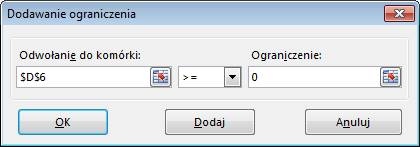 Dodawanie ograniczenia
Odwołanie do komórki: Ograniczenie:
$D$6 >= 0
OK Dodaj Anuluj